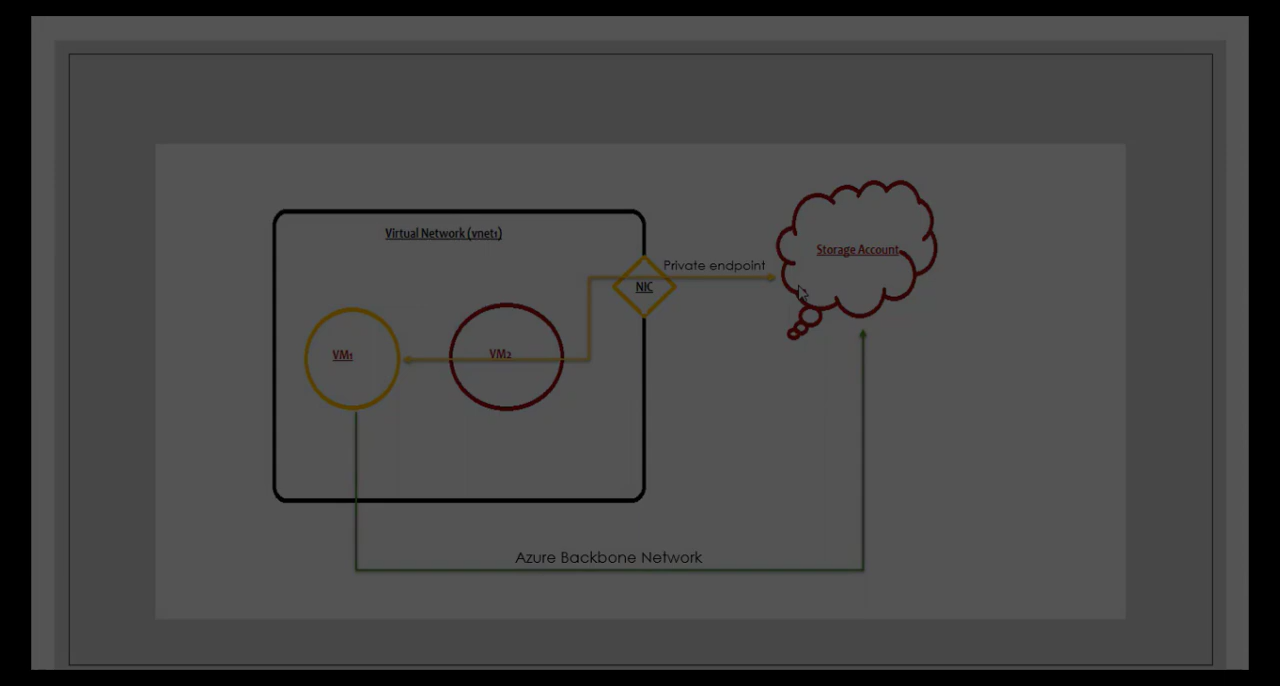 Virtual Network (vnet1)
Private endpoint
Storage Account
NIC
VM1
VM2
Azure Backbone Network